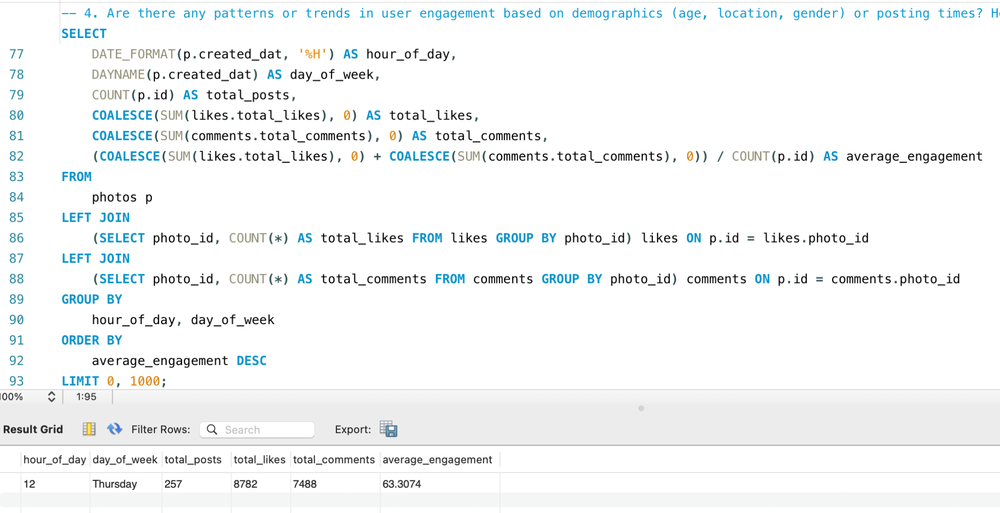 -- 4. Are there any patterns or trends in user engagement based on demographics (age, location, gender) or posting times?
SELECT
77 DATE_FORMAT(p.created_dat, '%H') AS hour_of_day,
78 DAYNAME(p.created_dat) AS day_of_week,
79 COUNT(p.id) AS total_posts,
80 COALESCE(SUM(likes.total_likes), 0) AS total_likes,
81 COALESCE(SUM(comments.total_comments), 0) AS total_comments,
82 (COALESCE(SUM(likes.total_likes), 0) + COALESCE(SUM(comments.total_comments), 0)) / COUNT(p.id) AS average_engagement
83 FROM
84 photos p
85 LEFT JOIN
86 (SELECT photo_id, COUNT(*) AS total_likes FROM likes GROUP BY photo_id) likes ON p.id = likes.photo_id
87 LEFT JOIN
88 (SELECT photo_id, COUNT(*) AS total_comments FROM comments GROUP BY photo_id) comments ON p.id = comments.photo_id
89 GROUP BY
90 hour_of_day, day_of_week
91 ORDER BY
92 average_engagement DESC
93 LIMIT 0, 1000;
100% 1:95
Result Grid Filter Rows: Search Export:
hour_of_day day_of_week total_posts total_likes total_comments average_engagement
12 Thursday 257 8782 7488 63.3074